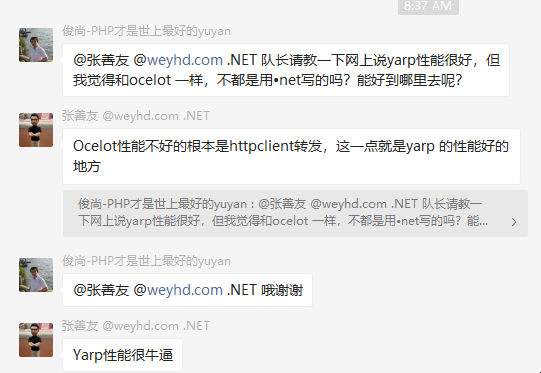 8:37 AM
俊尚-PHP才是世上最好的yuyan
@张善友 @weyhd.com .NET 队长请教一下网上说yarp性能很好，但
我觉得和ocelot 一样，不都是用•net写的吗？能好到哪里去呢？
张善友 @weyhd.com .NET
Ocelot性能不好的根本是httpclient转发，这一点就是yarp 的性能好的
地方
俊尚-PHP才是世上最好的yuyan：@张善友 @weyhd.com .NET 队长请教一
下网上说yarp性能很好，但我觉得和ocelot 一样，不都是用•net写的吗？能...
俊尚-PHP才是世上最好的yuyan
@张善友 @weyhd.com .NET 哦谢谢
张善友 @weyhd.com .NET
Yarp性能很牛逼